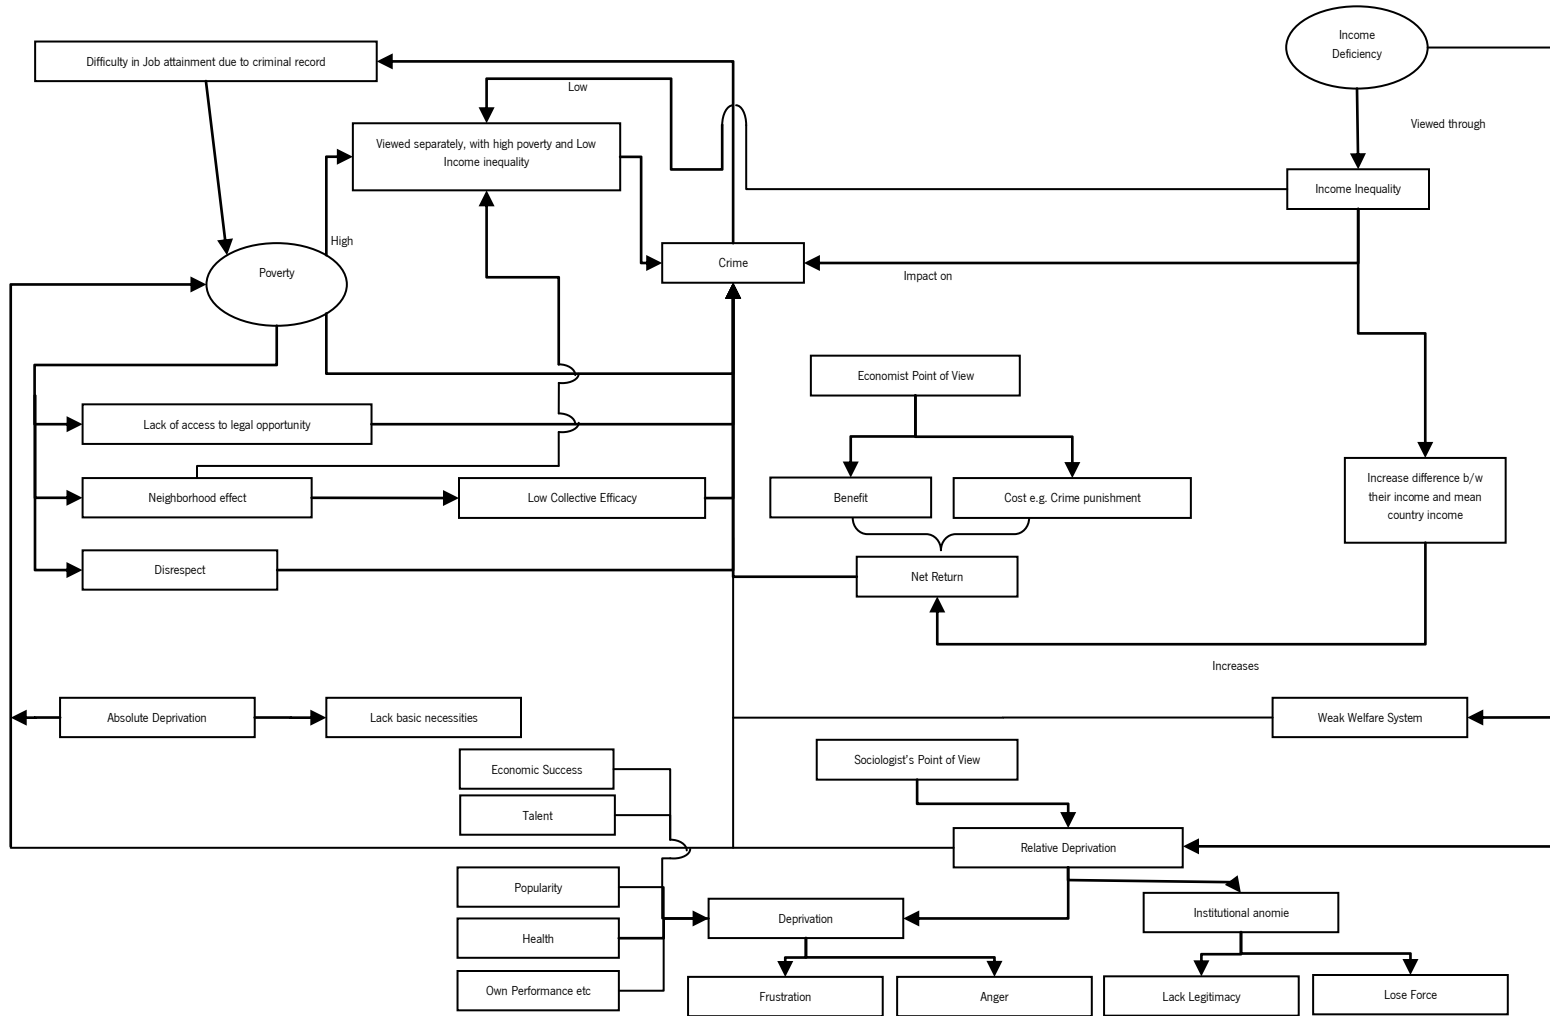 Income
Deficiency
Difficulty in Job attainment due to criminal record
Low
Viewed through
Viewed separately, with high poverty and Low
Income inequality
Income Inequality
High
Poverty
Crime
Impact on
Economist Point of View
Lack of access to legal opportunity
Increase difference b/w
their income and mean
country income
Neighborhood effect
Low Collective Efficacy
Benefit
Cost e.g. Crime punishment
Disrespect
Net Return
Increases
Absolute Deprivation
Lack basic necessities
Weak Welfare System
Economic Success
Sociologist's Point of View
Talent
Relative Deprivation
Popularity
Deprivation
Institutional anomie
Health
Own Performance etc
Frustration
Anger
Lack Legitimacy
Lose Force